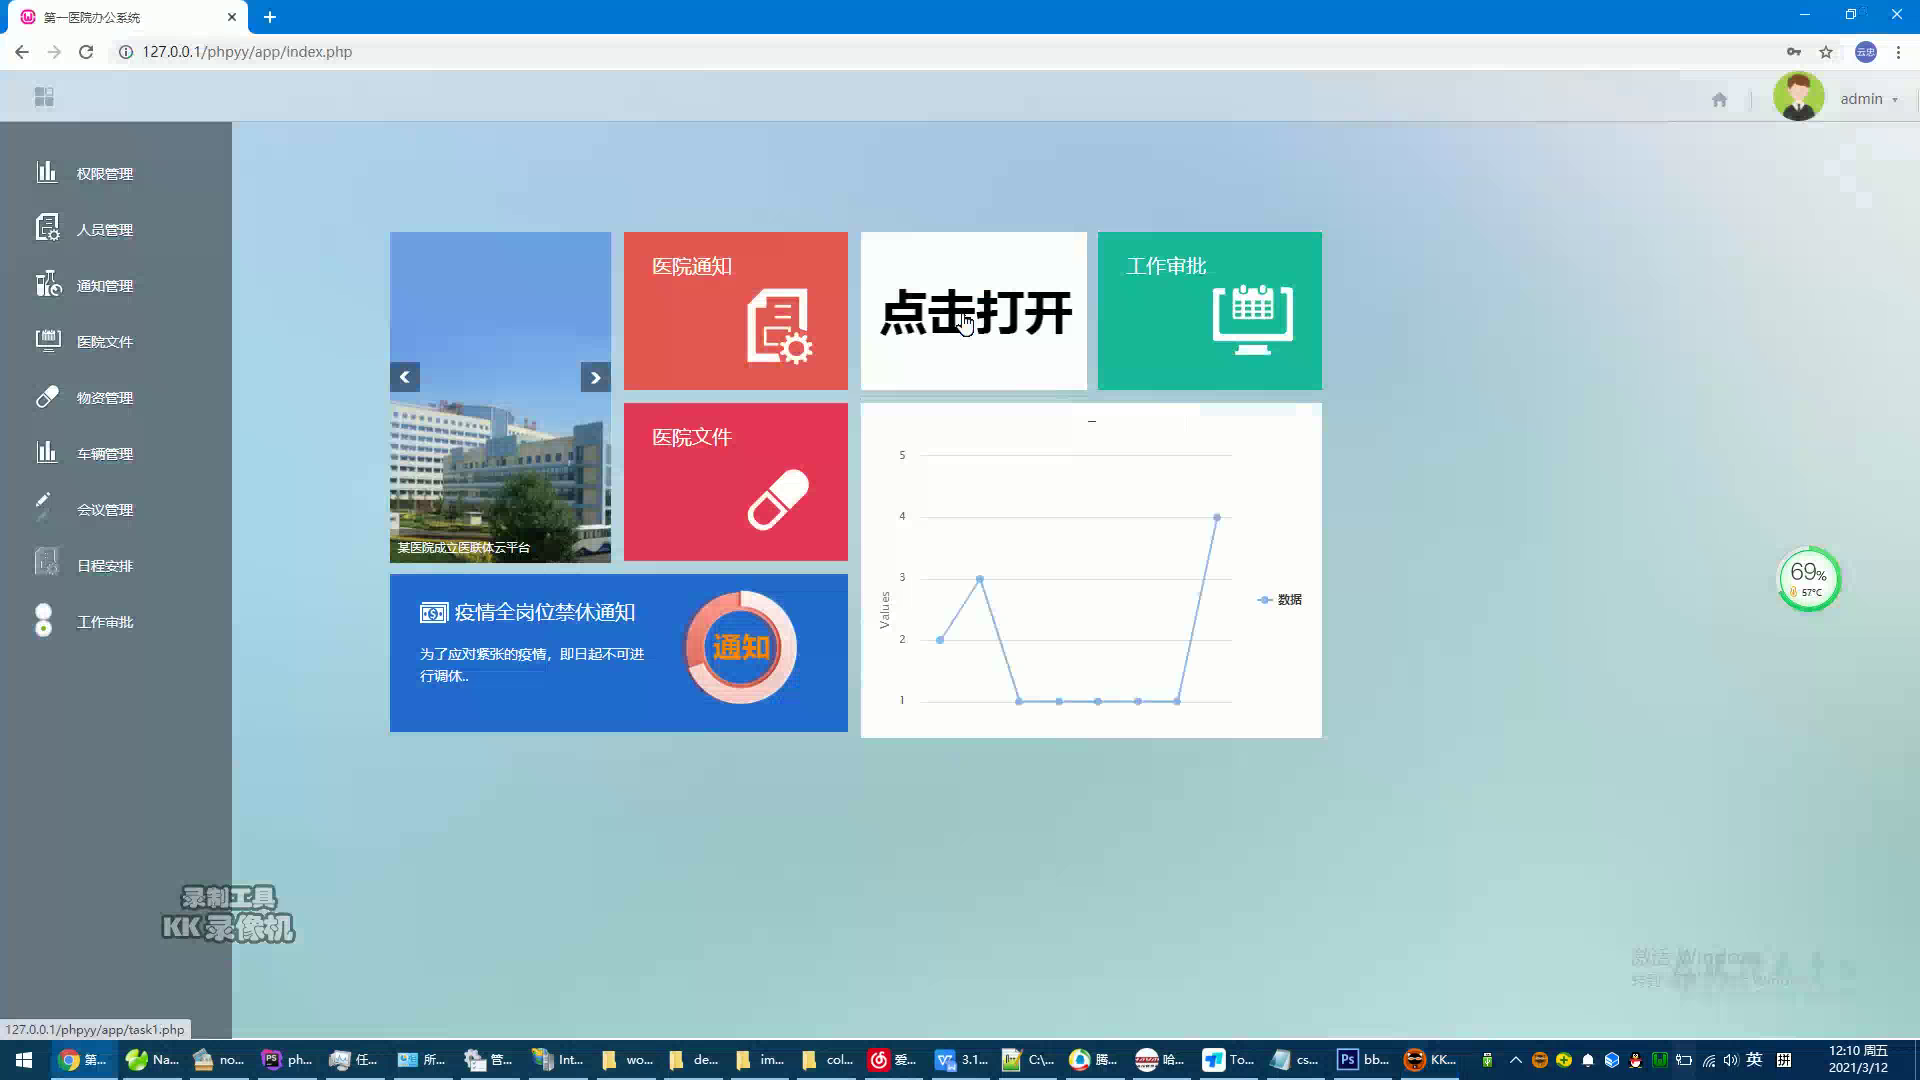 第一医院办公系统
127.0.0.1/phpyy/app/index.php
云忠
admin
权限管理
人员管理
通知管理
医院文件
物资管理
车辆管理
会议管理
日程安排
工作审批
医院通知
点击打开
工作审批
某医院成立医联体云平台
医院文件
疫情全岗位禁休通知
为了应对紧张的疫情，即日起不可进
行调休..
通知
5
4
3
2
1
Values
数据
69%
57°C
录制工具
KK 录像机
激活 Windows
127.0.0.1/phpyy/app/task1.php
第...
Na...
no...
ph...
任...
所...
管...
Int...
wo...
de...
im...
col...
爱...
3.1...
C:\...
腾...
哈...
To...
cs...
bb...
KK...
英
拼
12:10 周五
2021/3/12